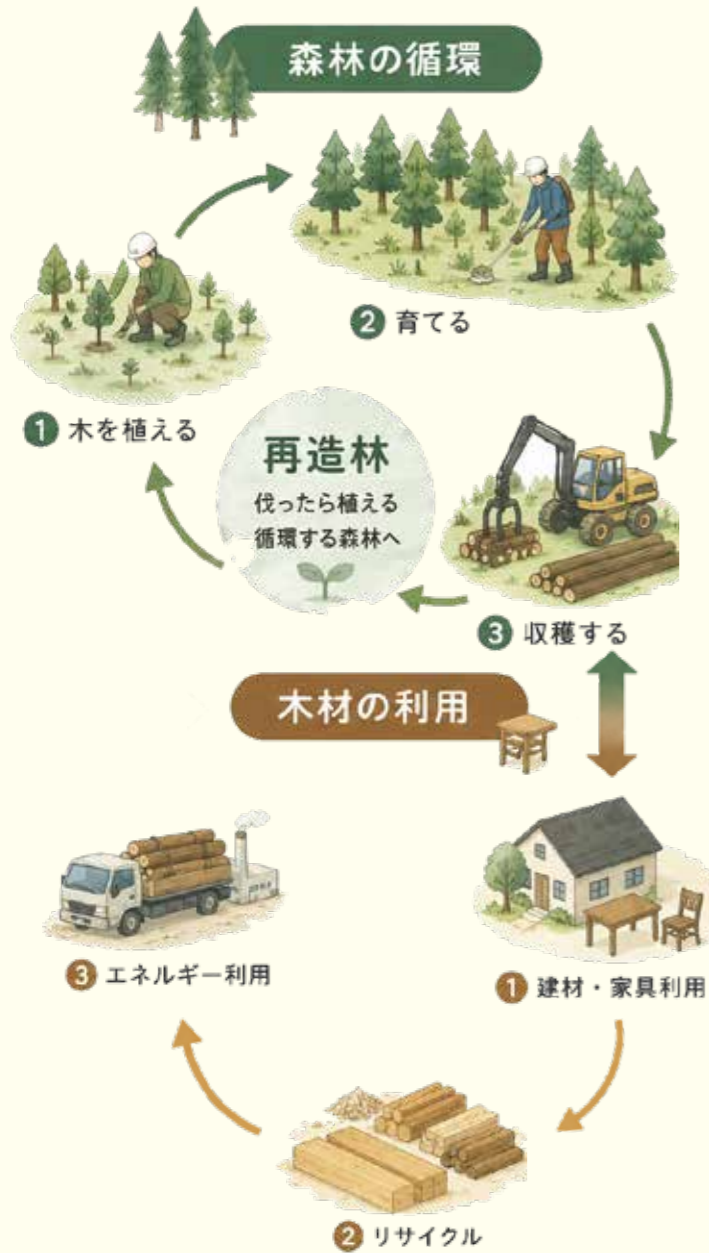 森林の循環
② 育てる
① 木を植える
再造林
伐ったら植える
循環する森林へ
③ 収穫する
木材の利用
③ エネルギー利用
① 建材・家具利用
② リサイクル